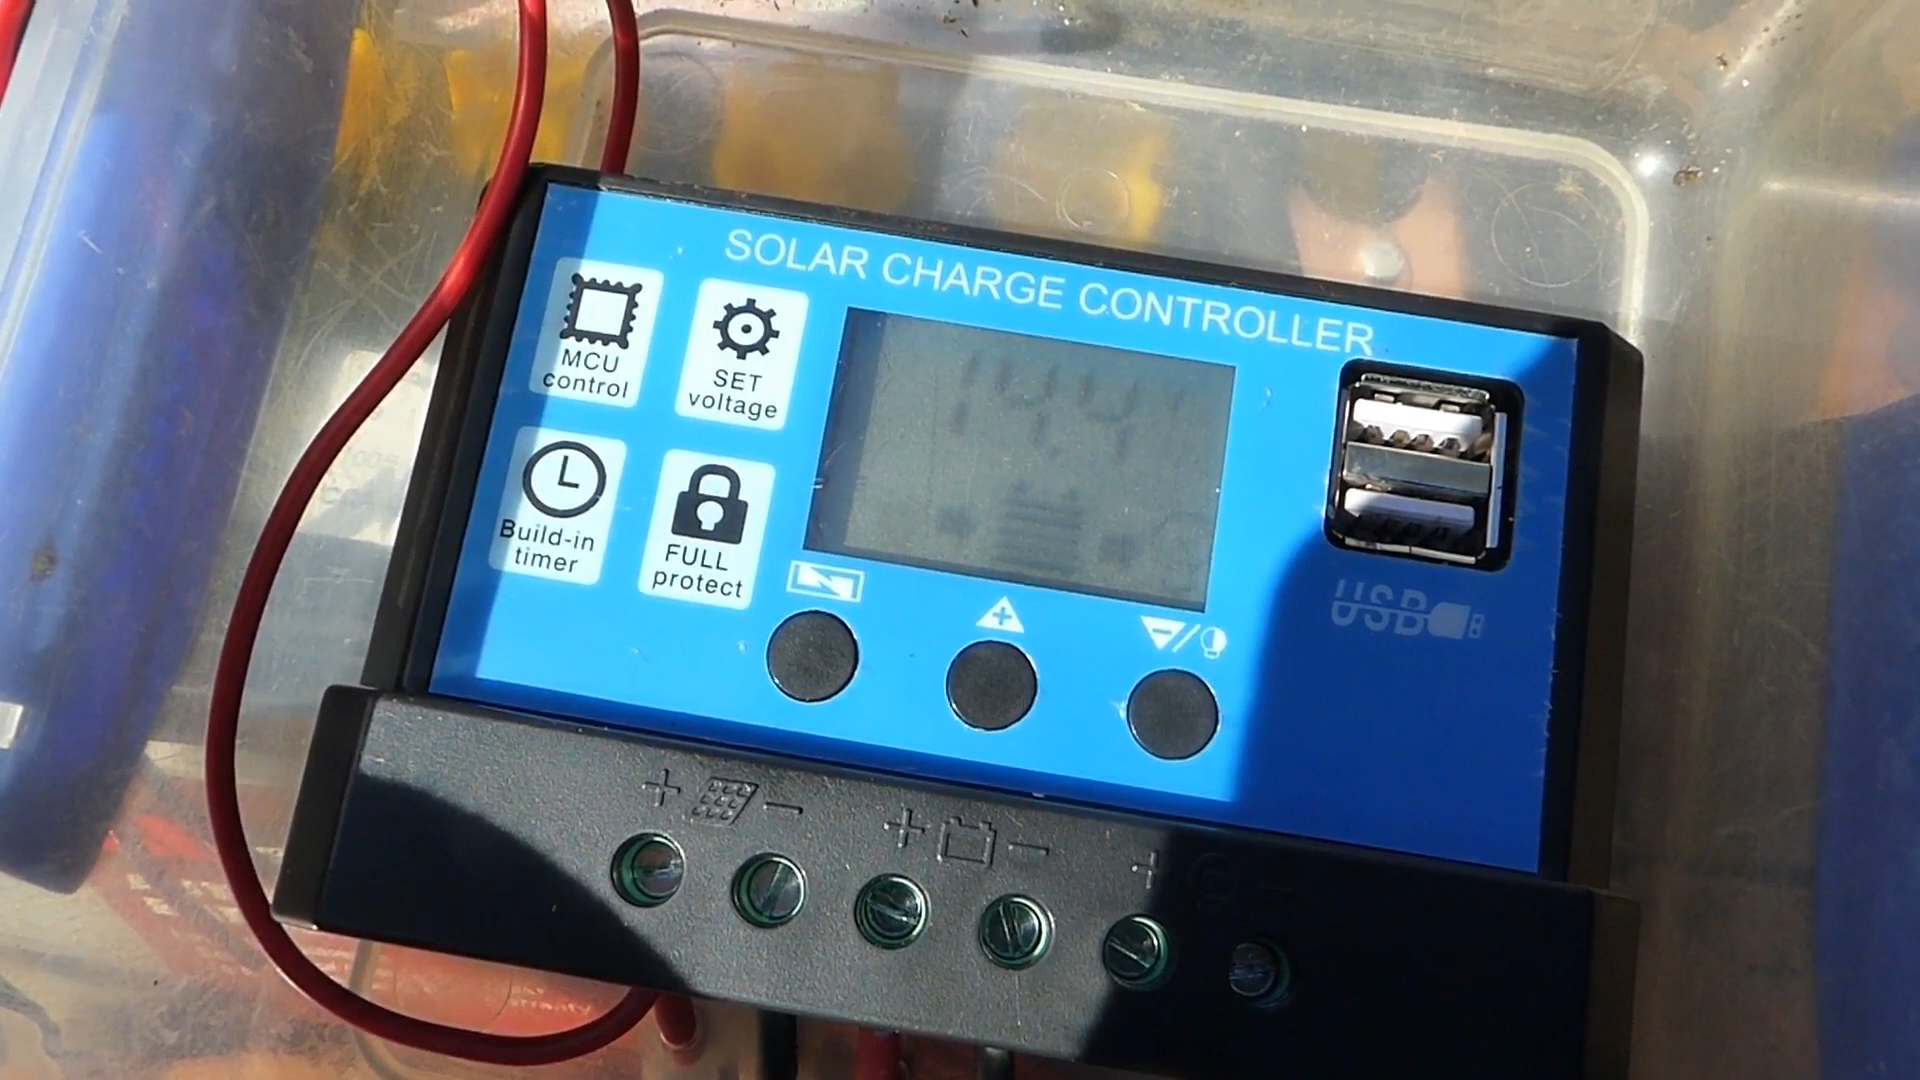 SOLAR CHARGE CONTROLLER
MCU
control
SET
voltage
Build-in
timer
FULL
protect
USB
+ -
+ -
+